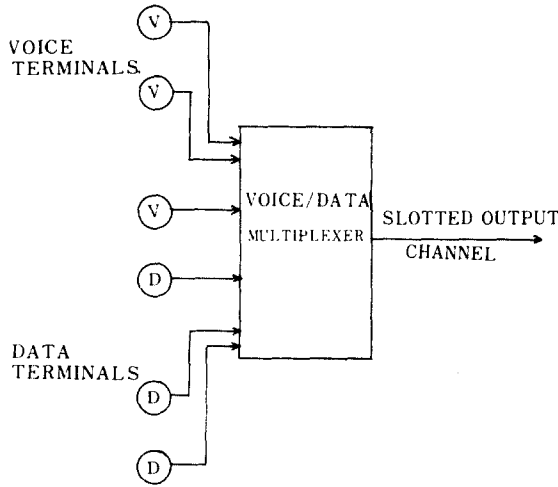 V
VOICE
TERMINALS.
V
VOICE/DATA
MULTIPLEXER
V
SLOTTED OUTPUT
CHANNEL
D
DATA
TERMINALS
D
D